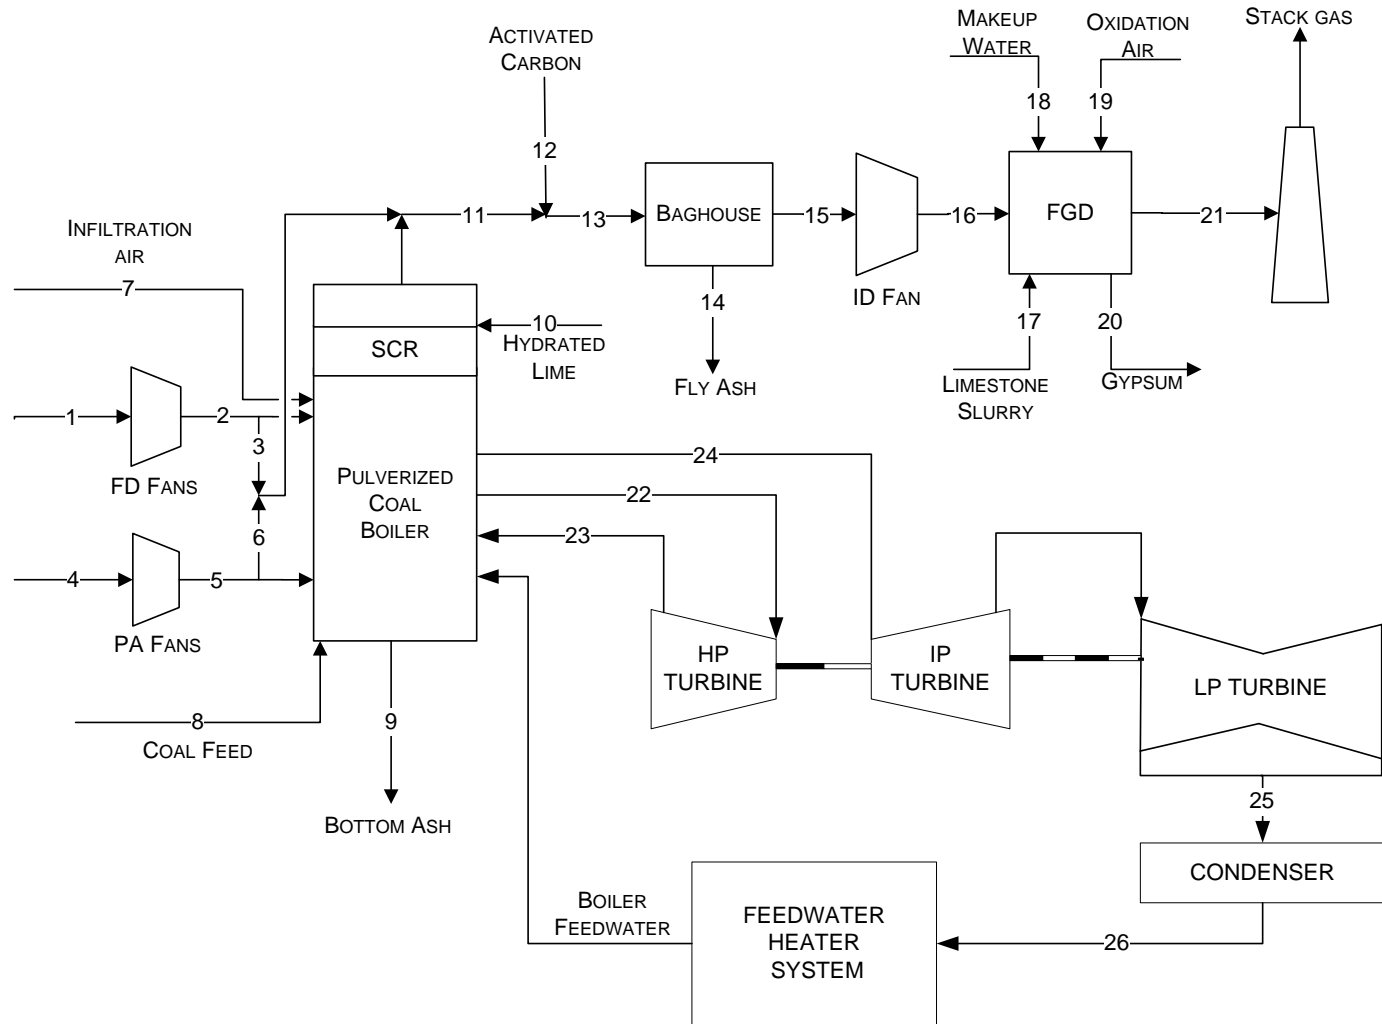 MAKEUP
WATER
OXIDATION
AIR
STACK GAS
ACTIVATED
CARBON
18
19
12
INFILTRATION
AIR
7
11
13
BAGHOUSE
15
16
FGD
21
ID FAN
14
17
20
10
HYDRATED
LIME
SCR
FLY ASH
LIMESTONE
SLURRY
GYPSUM
1
2
3
FD FANS
24
PULVERIZED
COAL
BOILER
22
23
6
4
5
PA FANS
HP
TURBINE
IP
TURBINE
LP TURBINE
8
COAL FEED
9
BOTTOM ASH
25
CONDENSER
BOILER
FEEDWATER
FEEDWATER
HEATER
SYSTEM
26